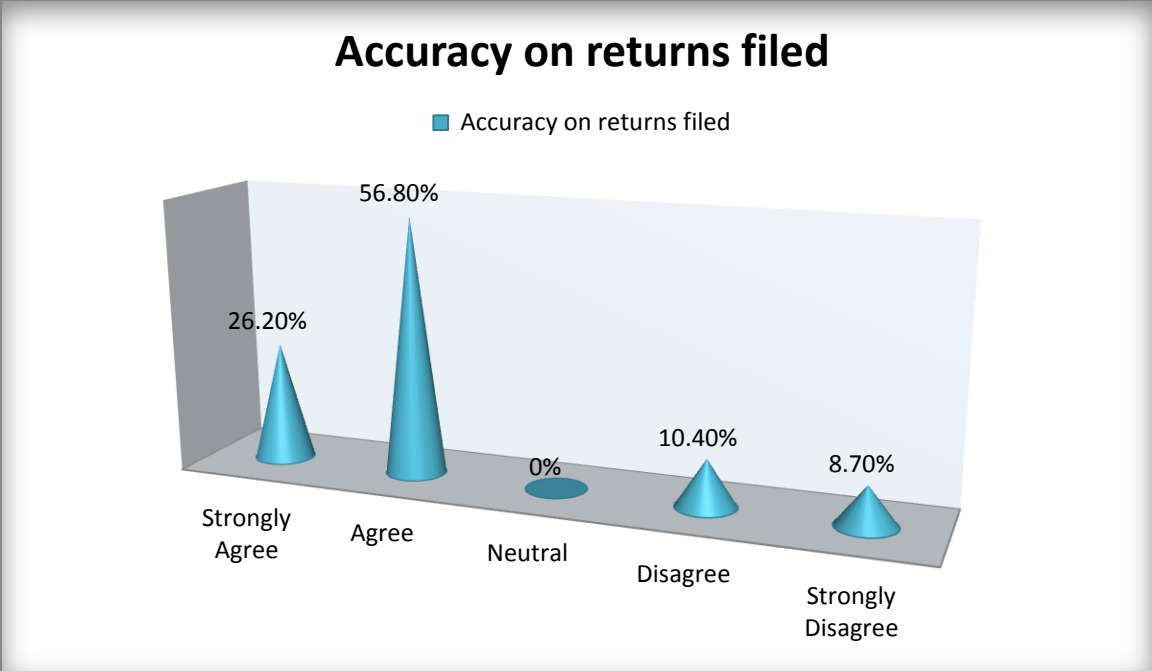 Accuracy on returns filed
Accuracy on returns filed
56.80%
26.20%
10.40%
8.70%
0%
Strongly
Agree
Agree
Neutral
Disagree
Strongly
Disagree